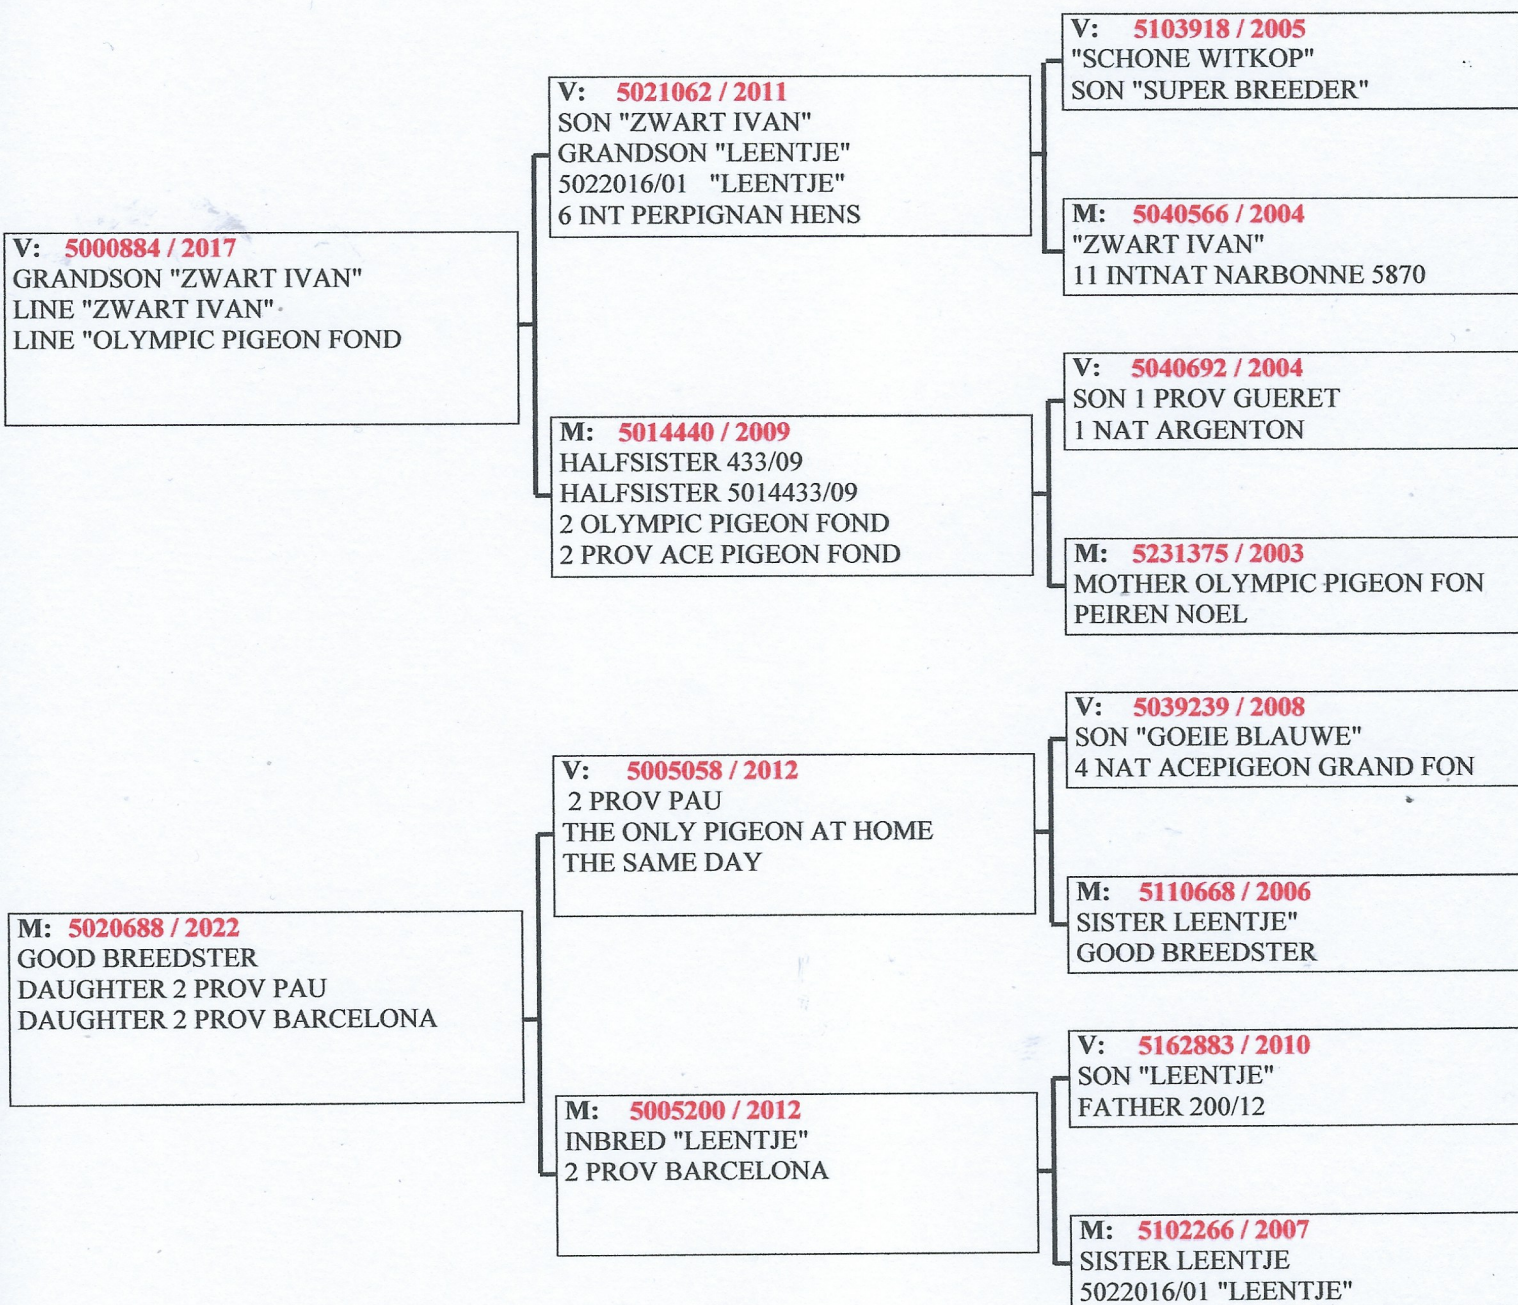 V: 5000884 / 2017
GRANDSON "ZWART IVAN"
LINE "ZWART IVAN"
LINE "OLYMPIC PIGEON FOND
M: 5020688 / 2022
GOOD BREEDSTER
DAUGHTER 2 PROV PAU
DAUGHTER 2 PROV BARCELONA
V: 5021062 / 2011
SON "ZWART IVAN"
GRANDSON "LEENTJE"
5022016/01 "LEENTJE"
6 INT PERPIGNAN HENS
M: 5014440 / 2009
HALFSISTER 433/09
HALFSISTER 5014433/09
2 OLYMPIC PIGEON FOND
2 PROV ACE PIGEON FOND
V: 5005058 / 2012
2 PROV PAU
THE ONLY PIGEON AT HOME
THE SAME DAY
M: 5005200 / 2012
INBRED "LEENTJE"
2 PROV BARCELONA
V: 5103918 / 2005
"SCHONE WITKOP"
SON "SUPER BREEDER"
M: 5040566 / 2004
"ZWART IVAN"
11 INTNAT NARBONNE 5870
V: 5040692 / 2004
SON 1 PROV GUERET
1 NAT ARGENTON
M: 5231375 / 2003
MOTHER OLYMPIC PIGEON FON
PEIREN NOEL
V: 5039239 / 2008
SON "GOEIE BLAUWE"
4 NAT ACEPIGEON GRAND FON
M: 5110668 / 2006
SISTER LEENTJE"
GOOD BREEDSTER
V: 5162883 / 2010
SON "LEENTJE"
FATHER 200/12
M: 5102266 / 2007
SISTER LEENTJE
5022016/01 "LEENTJE"